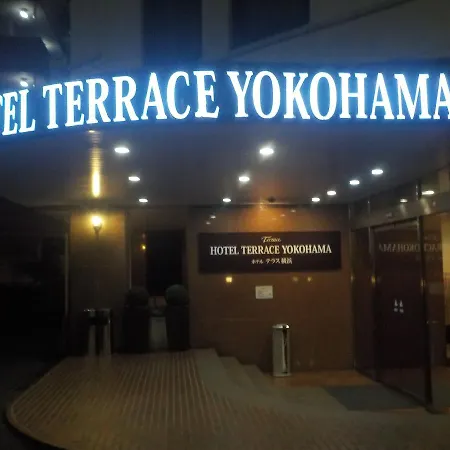 TEL TERRACE YOKOHAMA
Terrace
HOTEL TERRACE YOKOHAMA
ホテル テラス横浜